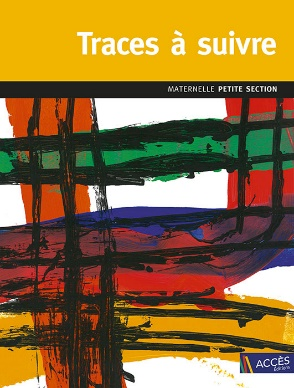 Traces à suivre
MATERNELLE PETITE SECTION
ACCÈS
Éditions